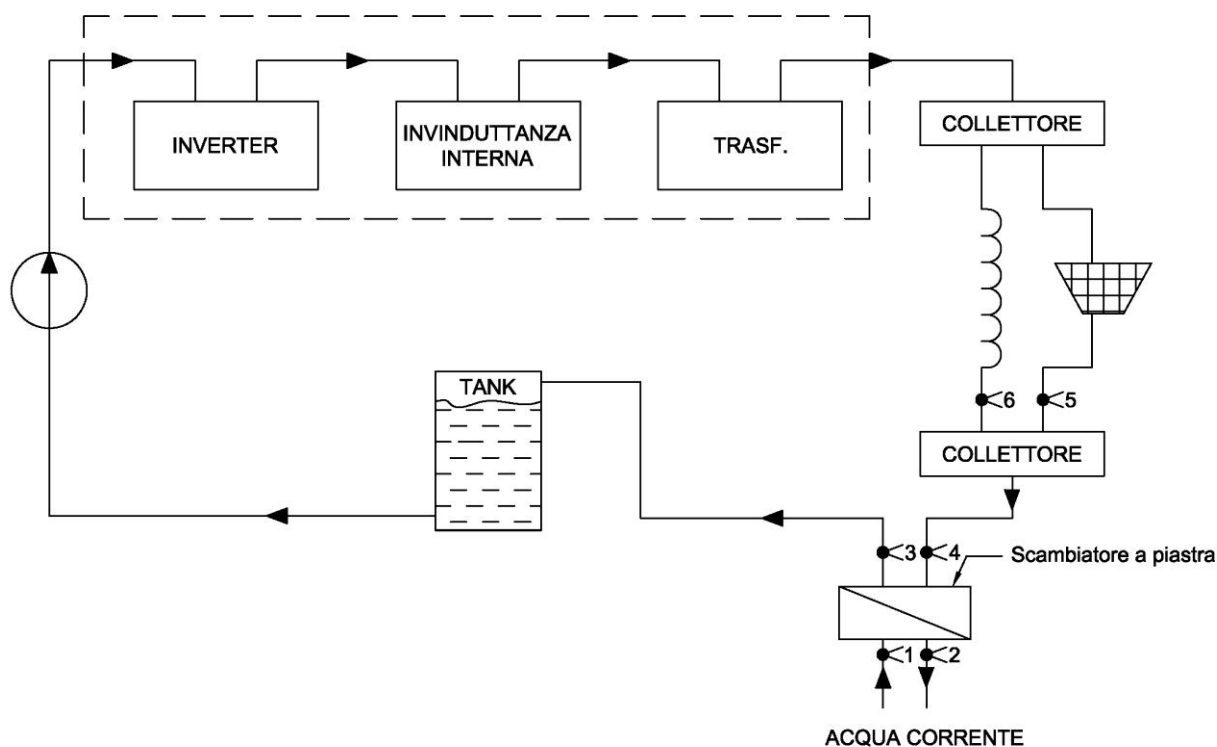 INVERTER
INVINDUTTANZA
INTERNA
TRASF.
COLLETTORE
TANK
6
5
COLLETTORE
3
4
Scambiatore a piastra
1
2
ACQUA CORRENTE